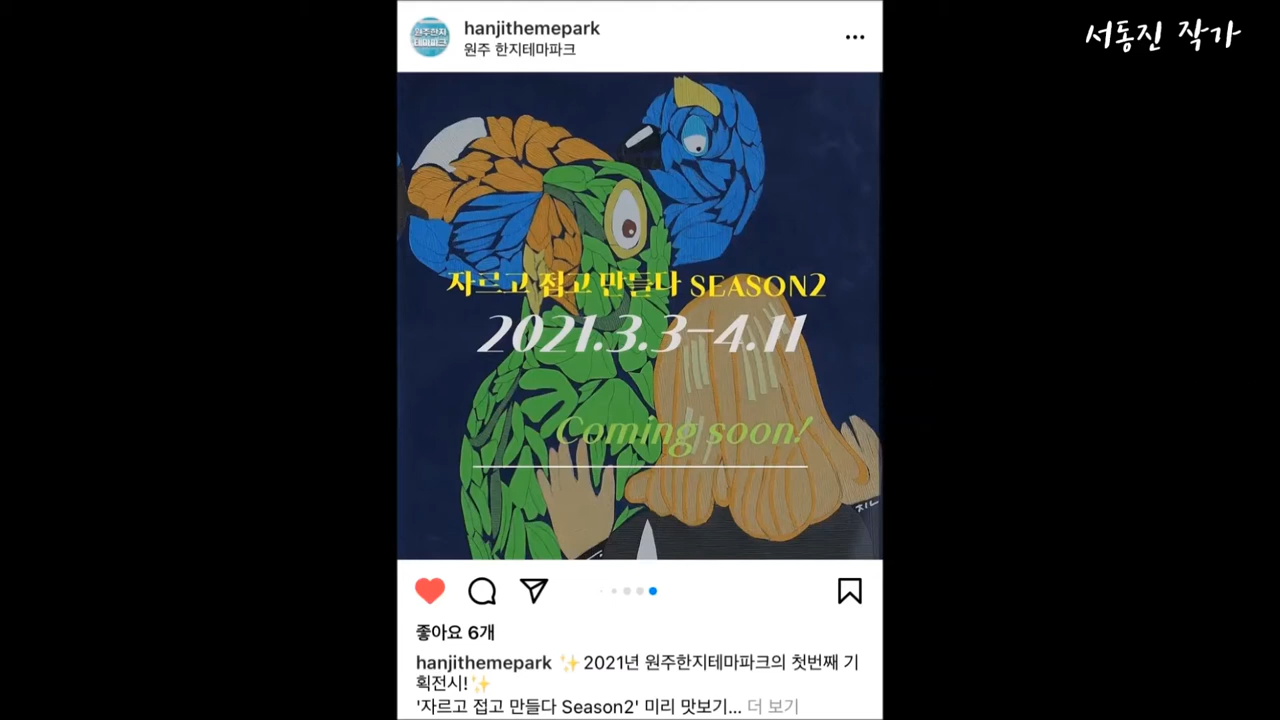 서동진 작가
원주한지
테마파크
hanjithemepark
원주 한지테마파크
자르고 접고 만들다 SEASON2
2021.3.3-4.11
Coming soon!
좋아요 6개
hanjithemepark ✨ 2021년 원주한지테마파크의 첫번째 기
획전시!✨
'자르고 접고 만들다 Season2' 미리 맛보기... 더 보기